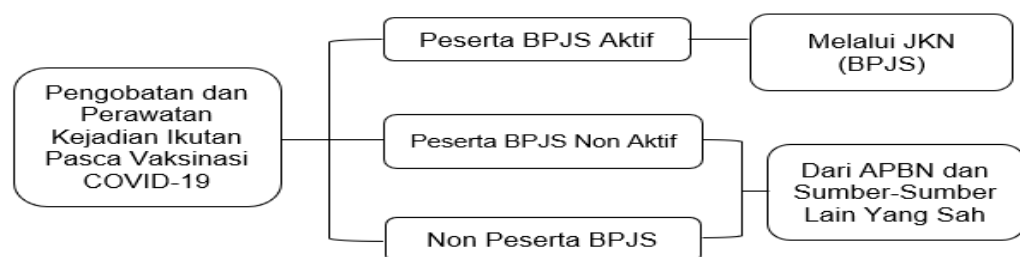 Pengobatan dan
Perawatan
Kejadian Ikutan
Pasca Vaksinasi
COVID-19
Peserta BPJS Aktif
Melalui JKN
(BPJS)
Peserta BPJS Non Aktif
Non Peserta BPJS
Dari APBN dan
Sumber-Sumber
Lain Yang Sah